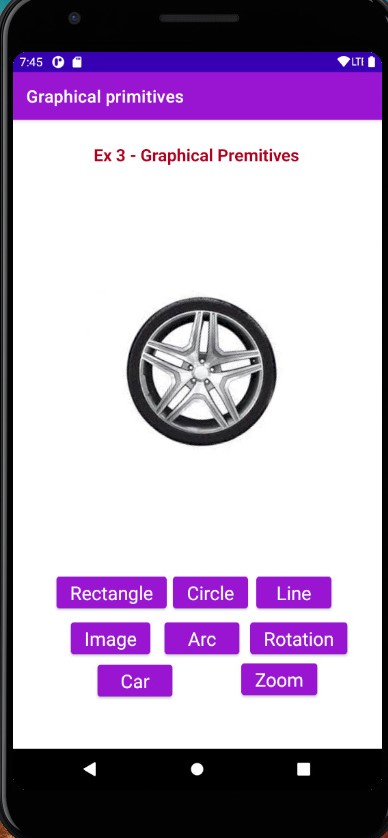 7:45 LTE
Graphical primitives
Ex 3 - Graphical Premitives
Rectangle Circle Line
Image Arc Rotation
Car Zoom